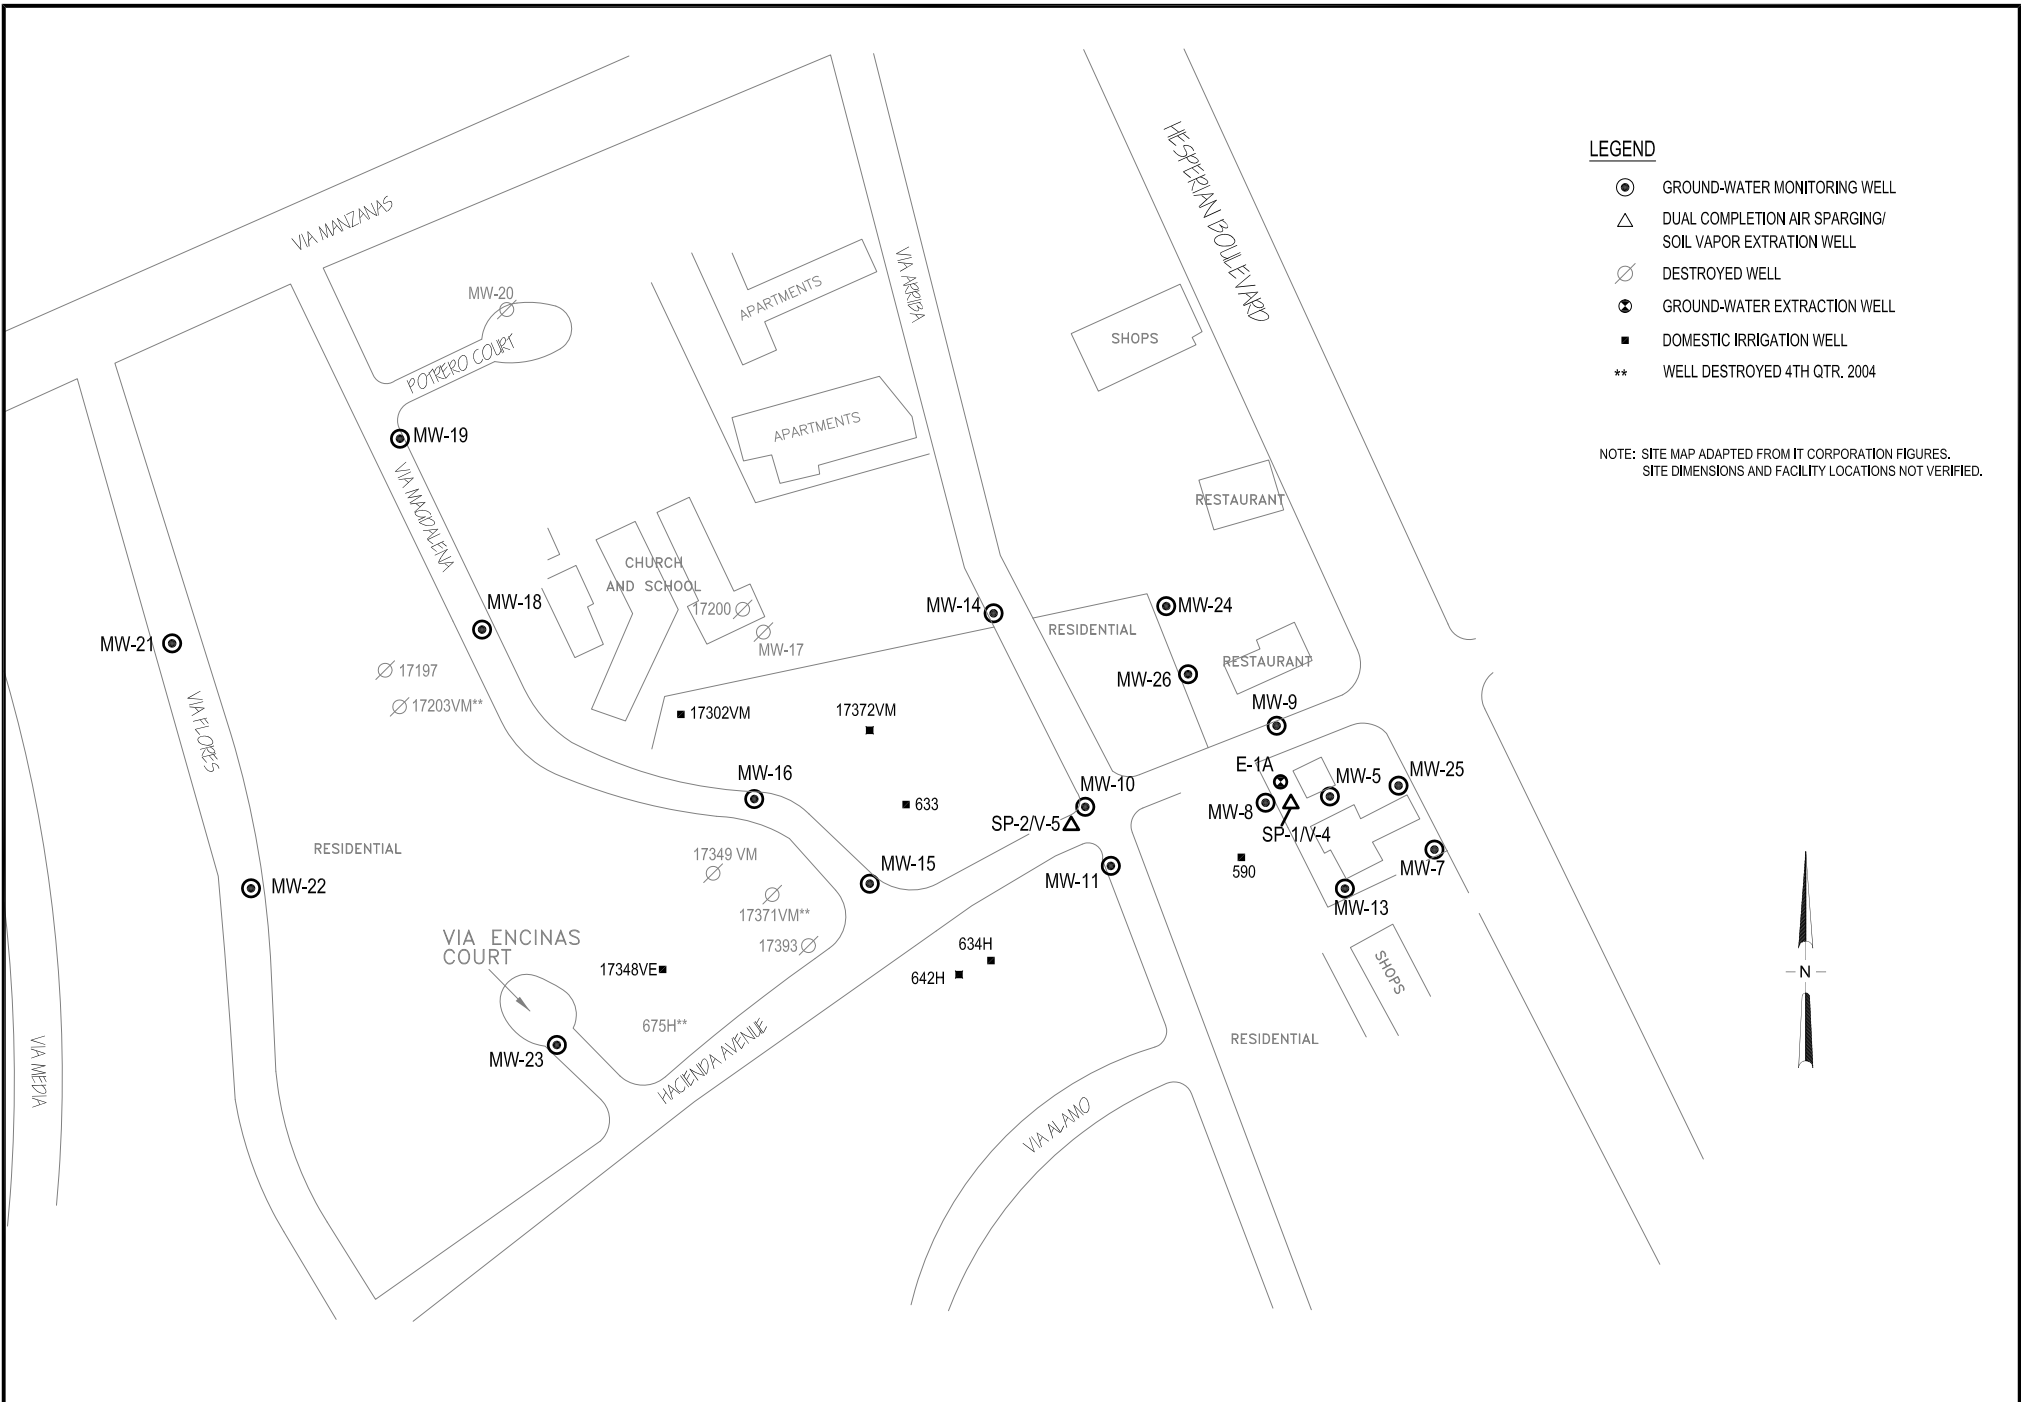 LEGEND
GROUND-WATER MONITORING WELL
DUAL COMPLETION AIR SPARGING/
SOIL VAPOR EXTRATION WELL
DESTROYED WELL
GROUND-WATER EXTRACTION WELL
DOMESTIC IRRIGATION WELL
** WELL DESTROYED 4TH QTR. 2004
NOTE: SITE MAP ADAPTED FROM IT CORPORATION FIGURES.
SITE DIMENSIONS AND FACILITY LOCATIONS NOT VERIFIED.
HESPERIAN BOULEVARD
VIA MANZANAS
VIA ARRIBA
MW-20
POTRERO COURT
APARTMENTS
SHOPS
APARTMENTS
MW-19
VIA MAGDALENA
RESTAURANT
CHURCH
AND SCHOOL
MW-18
17200
MW-17
MW-14
MW-24
RESIDENTIAL
MW-21
17197
17203VM**
RESTAURANT
MW-26
VIA FLORES
17302VM
17372VM
MW-9
MW-16
E-1A
MW-5
MW-25
MW-10
633
MW-8
SP-2/V-5
SP-1/V-4
RESIDENTIAL
17349 VM
MW-15
MW-11
590
MW-7
MW-22
17371VM**
MW-13
VIA ENCINAS
COURT
17393
634H
642H
17348VE
SHOPS
N
675H**
MW-23
HACIENDA AVENUE
RESIDENTIAL
VIA MEDIA
VIA ALAMO